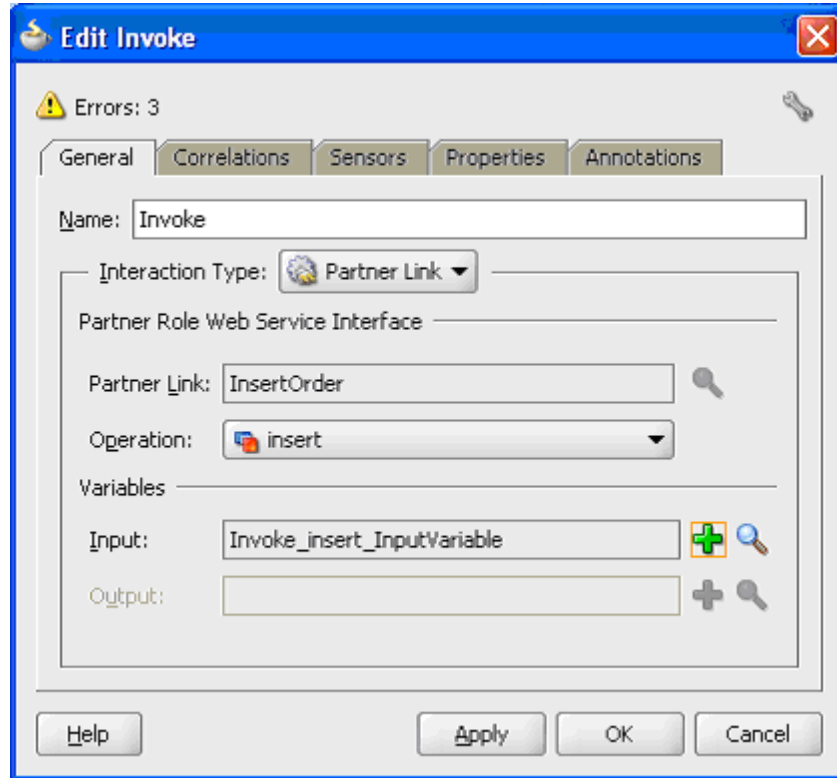 Edit Invoke
Errors: 3
General Correlations Sensors Properties Annotations
Name: Invoke
Interaction Type: Partner Link
Partner Role Web Service Interface
Partner Link: InsertOrder
Operation: insert
Variables
Input: Invoke_insert_InputVariable
Output:
Help Apply OK Cancel